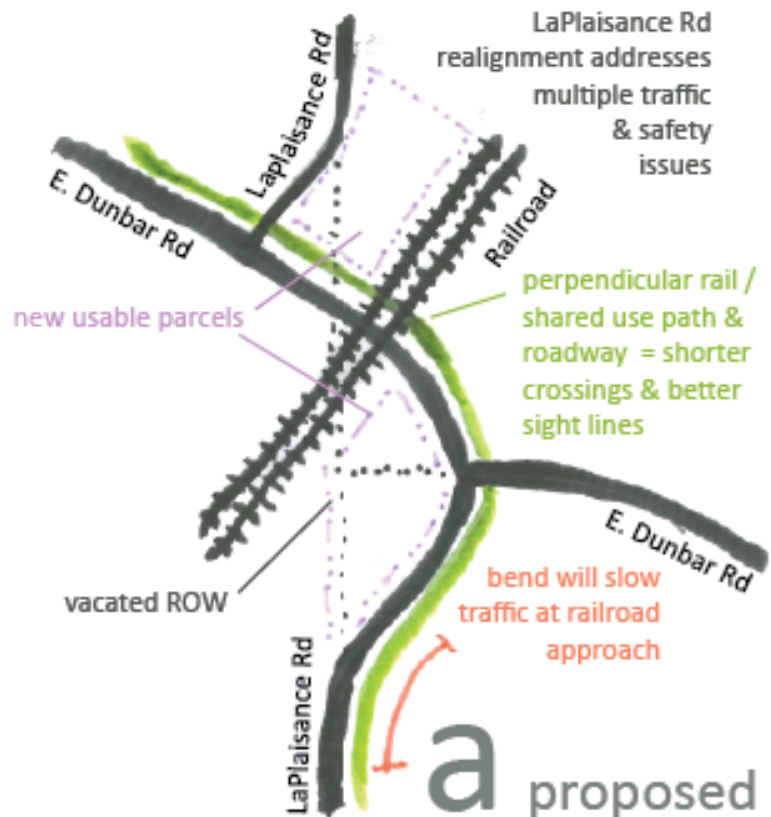 LaPlaisance Rd
realignment addresses
multiple traffic
& safety
issues
LaPlaisance Rd
E. Dunbar Rd
Railroad
new usable parcels
perpendicular rail /
shared use path &
roadway = shorter
crossings & better
sight lines
E. Dunbar Rd
vacated ROW
bend will slow
traffic at railroad
approach
LaPlaisance Rd
a proposed